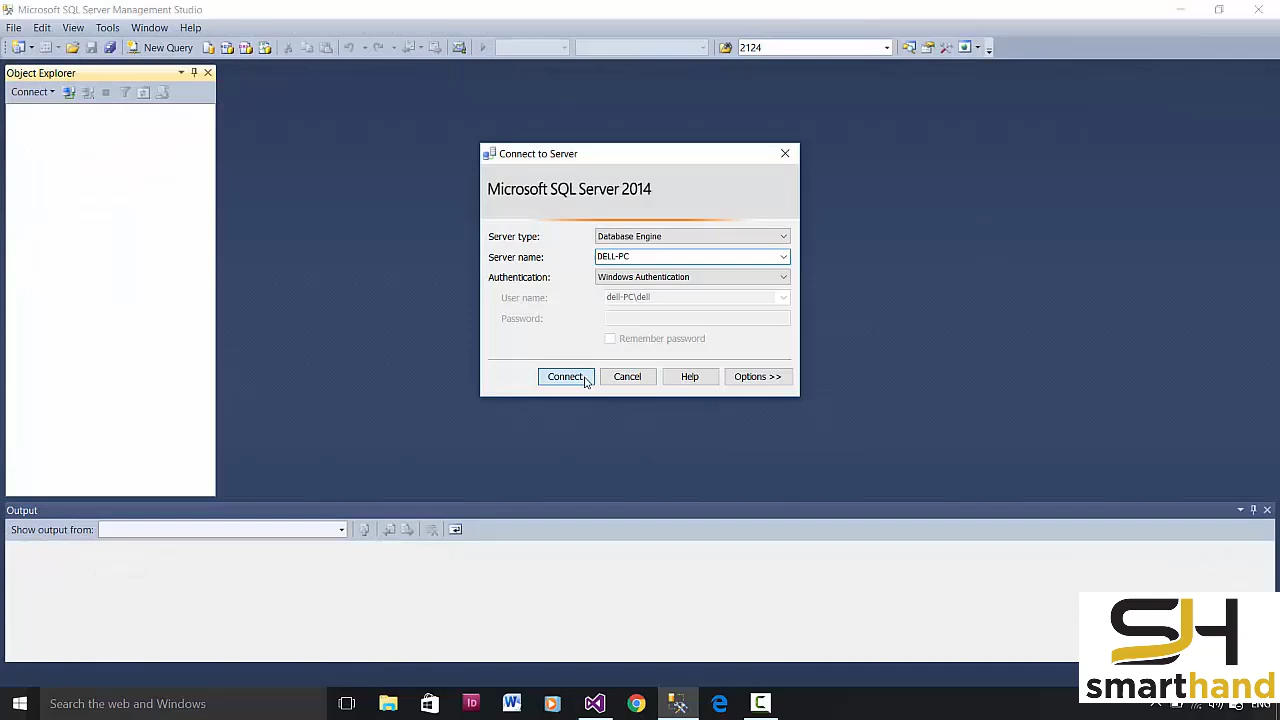 Microsoft SQL Server Management Studio
File Edit View Tools Window Help
New Query
2124
Object Explorer
Connect
Connect to Server
Microsoft SQL Server 2014
Server type: Database Engine
Server name: DELL-PC
Authentication: Windows Authentication
User name: dell-PC\dell
Password:
Remember password
Connect Cancel Help Options >>
Output
Show output from:
SH
smarthand
Search the web and Windows
ENG